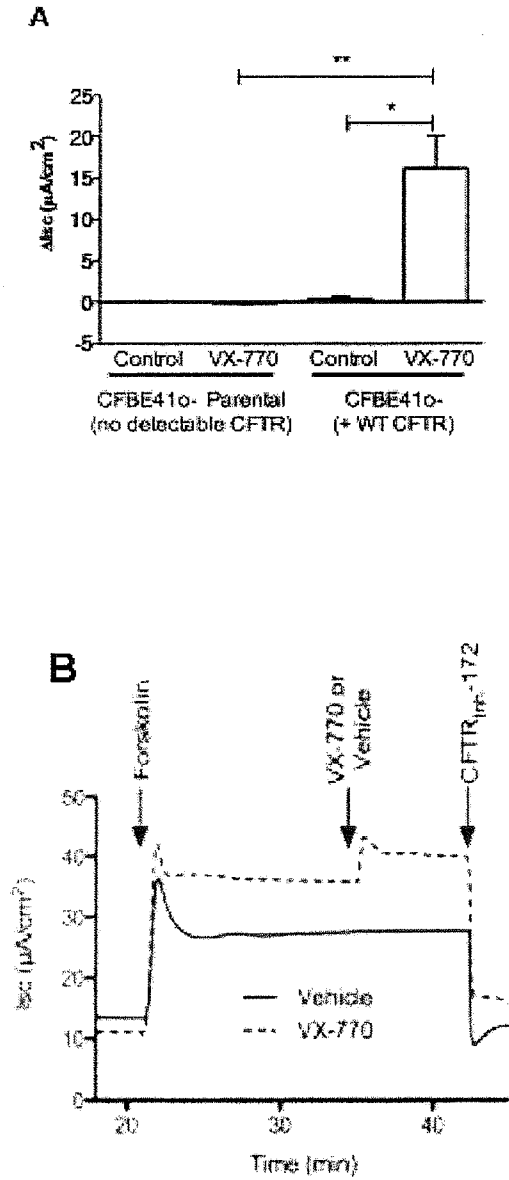 A
**
*
ΔIsc (µA/cm²)
25
20
15
10
5
0
-5
Control VX-770 Control VX-770
CFBE41o- Parental CFBE41o-
(no detectable CFTR) (+ WT CFTR)
B
Forskolin
VX-770 or
Vehicle
CFTRInh-172
Isc (µA/cm²)
50
40
30
20
10
0
Vehicle
VX-770
20 30 40
Time (min)